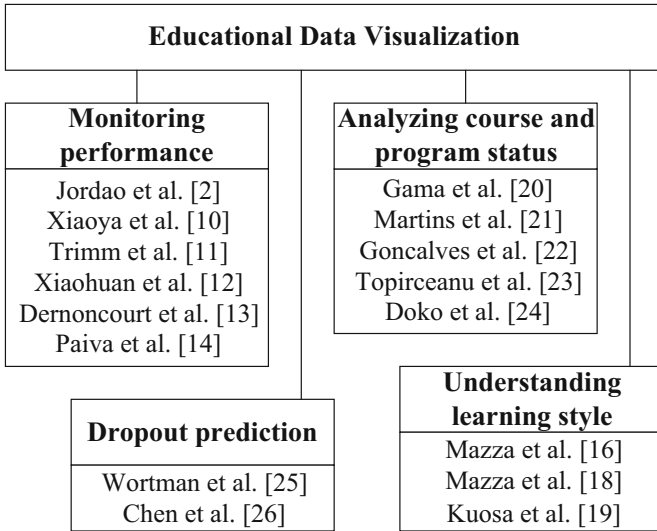 Educational Data Visualization
Monitoring
performance
Jordao et al. [2]
Xiaoya et al. [10]
Trimm et al. [11]
Xiaohuan et al. [12]
Dernoncourt et al. [13]
Paiva et al. [14]
Analyzing course and
program status
Gama et al. [20]
Martins et al. [21]
Goncalves et al. [22]
Topirceanu et al. [23]
Doko et al. [24]
Dropout prediction
Wortman et al. [25]
Chen et al. [26]
Understanding
learning style
Mazza et al. [16]
Mazza et al. [18]
Kuosa et al. [19]